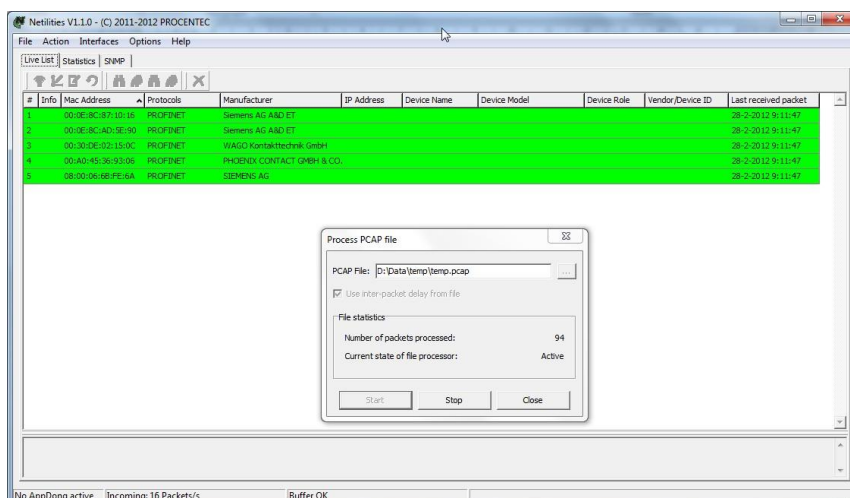 Netilities V1.1.0 - (C) 2011-2012 PROCENTEC
File Action Interfaces Options Help
Live List Statistics SNMP
# Info Mac Address Protocols Manufacturer IP Address Device Name Device Model Device Role Vendor/Device ID Last received packet
1 00:0E:8C:87:10:16 PROFINET Siemens AG A&D ET 28-2-2012 9:11:47
2 00:0E:8C:AD:5E:90 PROFINET Siemens AG A&D ET 28-2-2012 9:11:47
3 00:30:DE:02:15:0C PROFINET WAGO Kontakttechnik GmbH 28-2-2012 9:11:47
4 00:A0:45:36:93:06 PROFINET PHOENIX CONTACT GMBH & CO. 28-2-2012 9:11:47
5 08:00:06:6B:FE:6A PROFINET SIEMENS AG 28-2-2012 9:11:47
Process PCAP file
PCAP File: D:\Data\temp\temp.pcap ...
Use inter-packet delay from file
File statistics
Number of packets processed: 94
Current state of file processor: Active
Start Stop Close
No AppDong active Incoming: 16 Packets/s Buffer OK